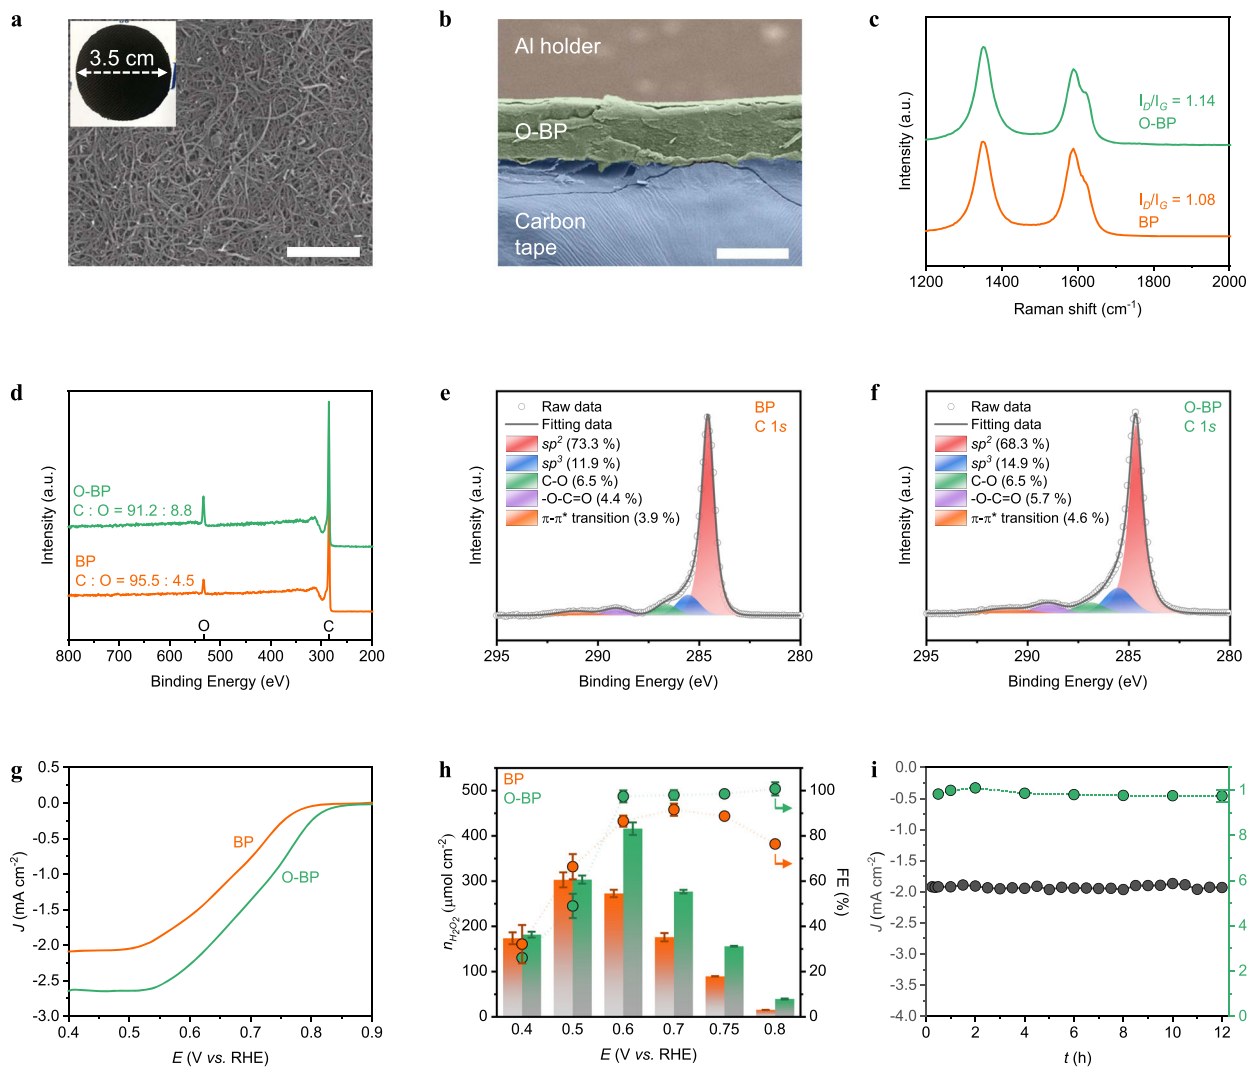 a
3.5 cm
b
Al holder
O-BP
Carbon
tape
c
Intensity (a.u.)
I_D/I_G = 1.14
O-BP
I_D/I_G = 1.08
BP
1200 1400 1600 1800 2000
Raman shift (cm⁻¹)
d
Intensity (a.u.)
O-BP
C : O = 91.2 : 8.8
BP
C : O = 95.5 : 4.5
O C
800 700 600 500 400 300 200
Binding Energy (eV)
e
Intensity (a.u.)
Raw data
Fitting data
sp² (73.3 %)
sp³ (11.9 %)
C-O (6.5 %)
-O-C=O (4.4 %)
π-π* transition (3.9 %)
BP
C 1s
295 290 285 280
Binding Energy (eV)
f
Intensity (a.u.)
Raw data
Fitting data
sp² (68.3 %)
sp³ (14.9 %)
C-O (6.5 %)
-O-C=O (5.7 %)
π-π* transition (4.6 %)
O-BP
C 1s
295 290 285 280
Binding Energy (eV)
g
J (mA cm⁻²)
0.5
0.0
-0.5
-1.0
-1.5
-2.0
-2.5
-3.0
BP
O-BP
0.4 0.5 0.6 0.7 0.8 0.9
E (V vs. RHE)
h
n_H₂O₂ (μmol cm⁻²)
BP
O-BP
500
400
300
200
100
0
100
80
60
40
20
0
FE (%)
0.4 0.5 0.6 0.7 0.75 0.8
E (V vs. RHE)
i
J (mA cm⁻²)
0.0
-0.5
-1.0
-1.5
-2.0
-2.5
-3.0
-3.5
-4.0
0 2 4 6 8 10 12
t (h)